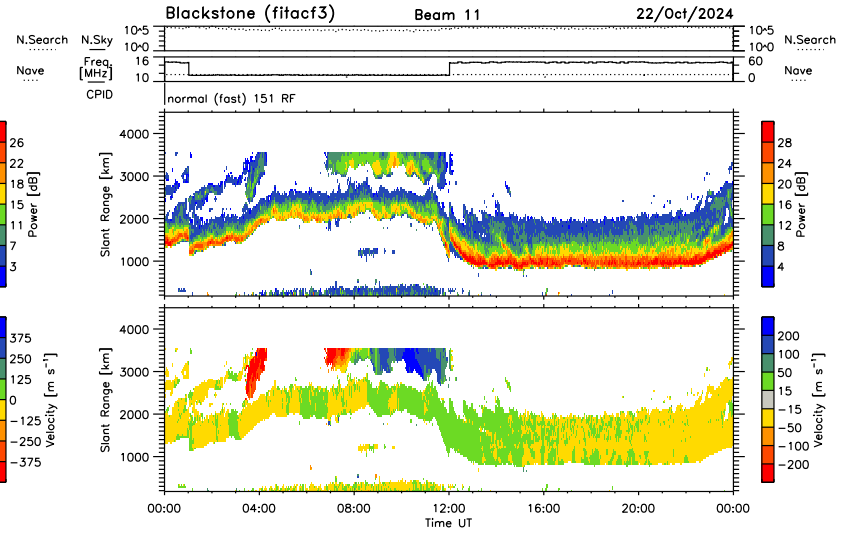 Blackstone (fitacf3) Beam 11 22/Oct/2024
N.Search N.Sky 10^5 10^5 N.Search
10^0 10^0
Nave Freq. [MHz] 16 60 Nave
10 0
CPID normal (fast) 151 RF
Power [dB] 26 22 18 15 11 7 3
Slant Range [km] 4000 3000 2000 1000
28 24 20 16 12 8 4 Power [dB]
Velocity [m s⁻¹] 375 250 125 0 −125 −250 −375
Slant Range [km] 4000 3000 2000 1000
200 100 50 15 −15 −50 −100 −200 Velocity [m s⁻¹]
00:00 04:00 08:00 12:00 16:00 20:00 00:00
Time UT